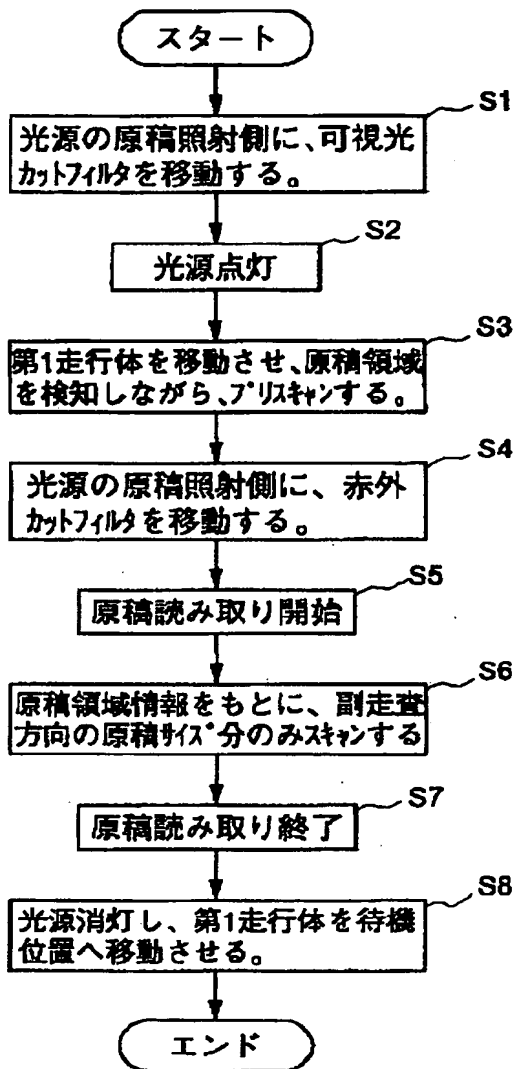 スタート
S1
光源の原稿照射側に、可視光
カットフィルタを移動する。
S2
光源点灯
S3
第1走行体を移動させ、原稿領域
を検知しながら、プリスキャンする。
S4
光源の原稿照射側に、赤外
カットフィルタを移動する。
S5
原稿読み取り開始
S6
原稿領域情報をもとに、副走査
方向の原稿サイズ分のみスキャンする
S7
原稿読み取り終了
S8
光源消灯し、第1走行体を待機
位置へ移動させる。
エンド